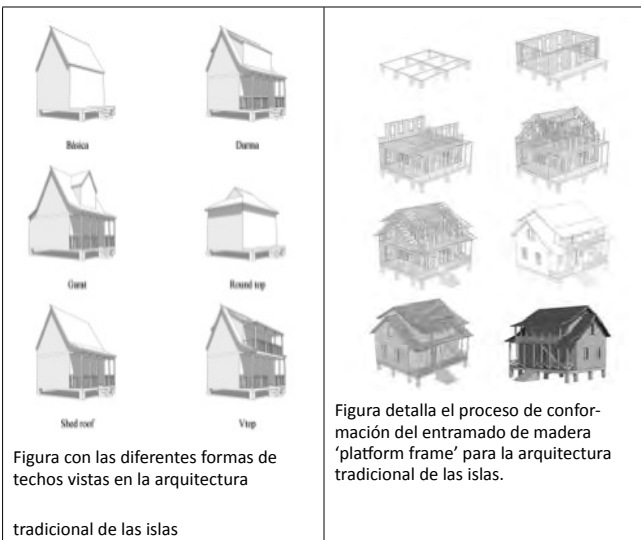 Básica
Durma
Garat
Round top
Shed roof
Vtop
Figura con las diferentes formas de
techos vistas en la arquitectura
tradicional de las islas
Figura detalla el proceso de confor-
mación del entramado de madera
‘platform frame’ para la arquitectura
tradicional de las islas.